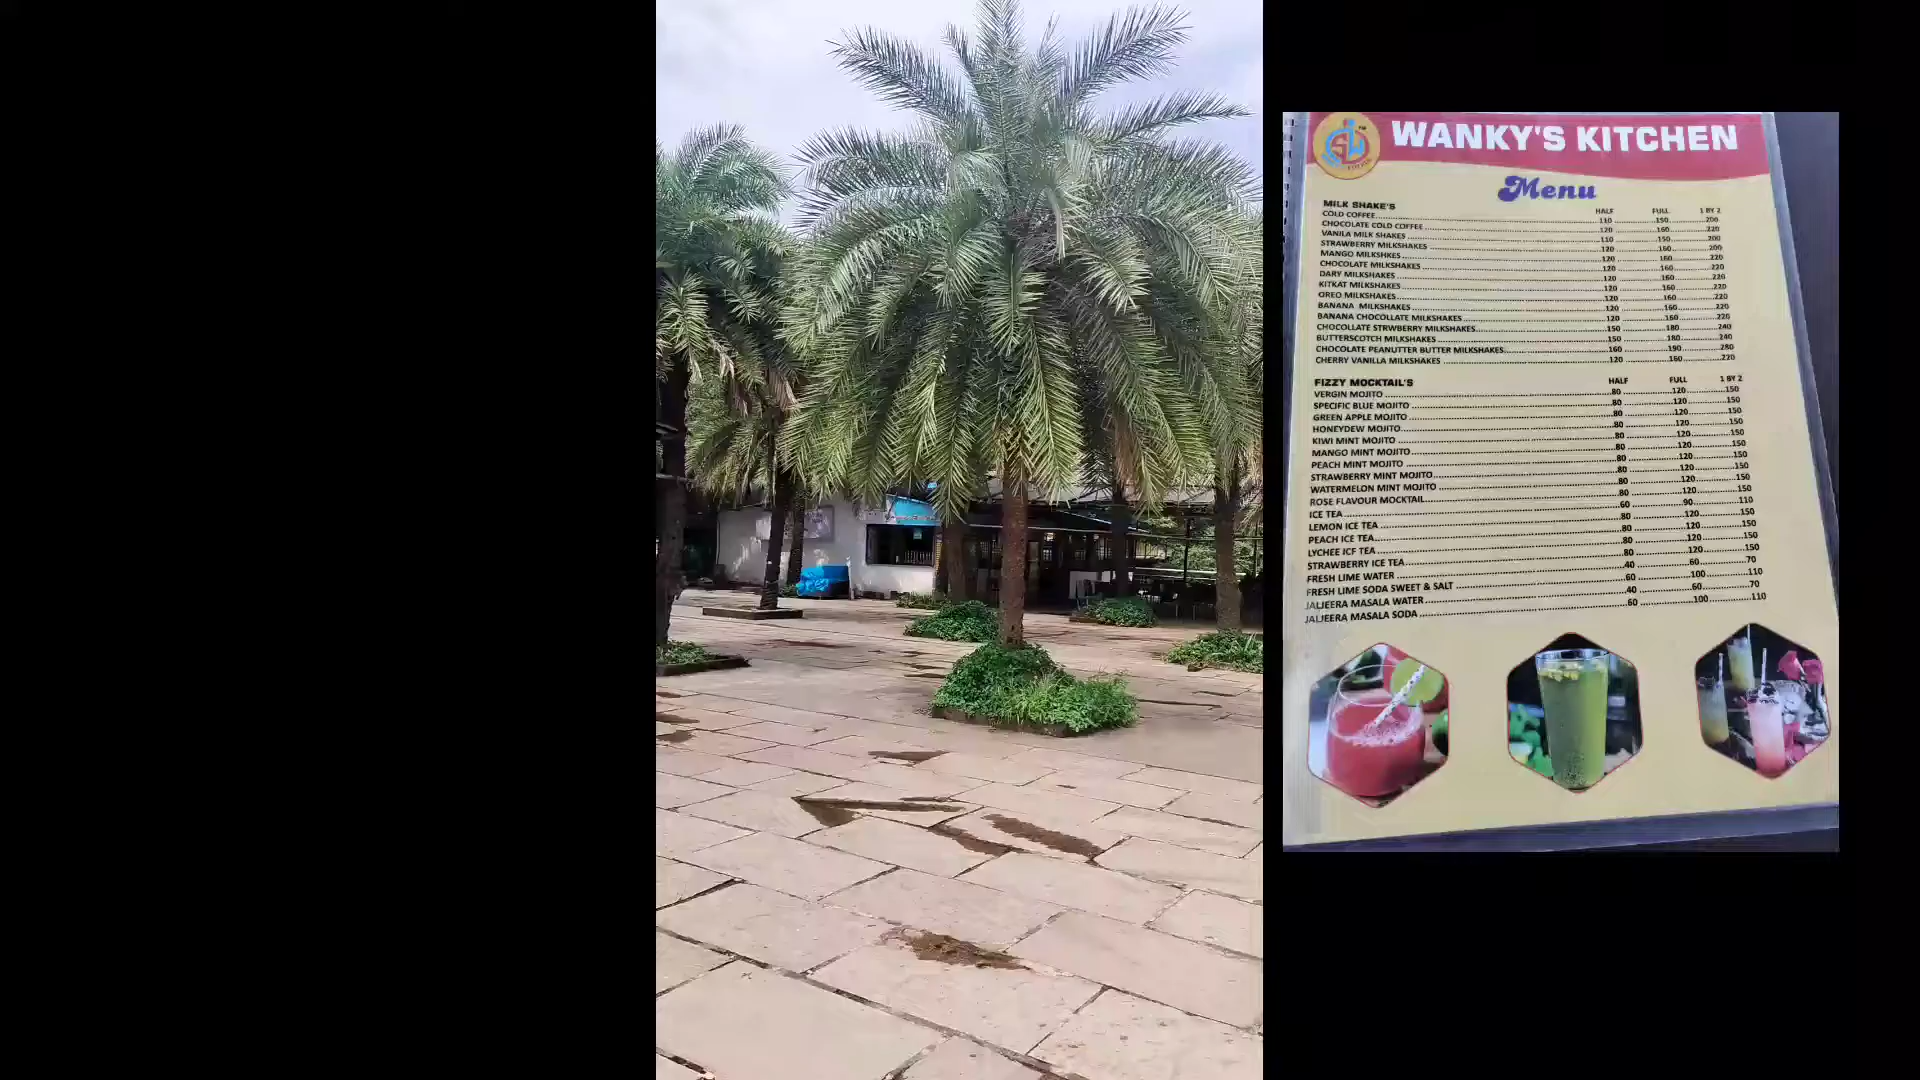 WANKY'S KITCHEN
Menu
MILK SHAKE'S HALF FULL 1 BY 2
COLD COFFEE 110 150 200
CHOCOLATE COLD COFFEE 120 160 220
VANILA MILK SHAKES 110 150 200
STRAWBERRY MILKSHAKES 120 160 200
MANGO MILKSHKES 120 160 220
CHOCOLATE MILKSHAKES 120 160 220
DARY MILKSHAKES 120 160 220
KITKAT MILKSHAKES 120 160 220
OREO MILKSHAKES 120 160 220
BANANA MILKSHAKES 120 160 220
BANANA CHOCOLLATE MILKSHAKES 120 160 220
CHOCOLLATE STRWBERRY MILKSHAKES 150 180 240
BUTTERSCOTCH MILKSHAKES 150 180 240
CHOCOLATE PEANUTTER BUTTER MILKSHAKES 160 190 280
CHERRY VANILLA MILKSHAKES 120 160 220
FIZZY MOCKTAIL'S HALF FULL 1 BY 2
VERGIN MOJITO 80 120 150
SPECIFIC BLUE MOJITO 80 120 150
GREEN APPLE MOJITO 80 120 150
HONEYDEW MOJITO 80 120 150
KIWI MINT MOJITO 80 120 150
MANGO MINT MOJITO 80 120 150
PEACH MINT MOJITO 80 120 150
STRAWBERRY MINT MOJITO 80 120 150
WATERMELON MINT MOJITO 80 120 150
ROSE FLAVOUR MOCKTAIL 80 120 150
ICE TEA 60 90 110
LEMON ICE TEA 80 120 150
PEACH ICE TEA 80 120 150
LYCHEE ICF TEA 80 120 150
STRAWBERRY ICE TEA 80 120 150
FRESH LIME WATER 40 60 70
FRESH LIME SODA SWEET & SALT 60 100 110
JALJEERA MASALA WATER 40 60 70
JALJEERA MASALA SODA 60 100 110